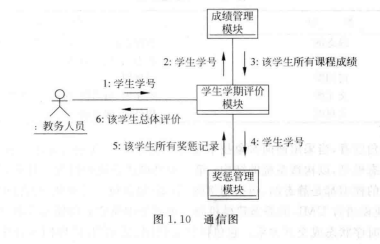 成绩管理
模块
2: 学生学号
3: 该学生所有课程成绩
1: 学生学号
学生学期评价
模块
: 教务人员
6: 该学生总体评价
5: 该学生所有奖惩记录
4: 学生学号
奖惩管理
模块
图 1.10 通信图